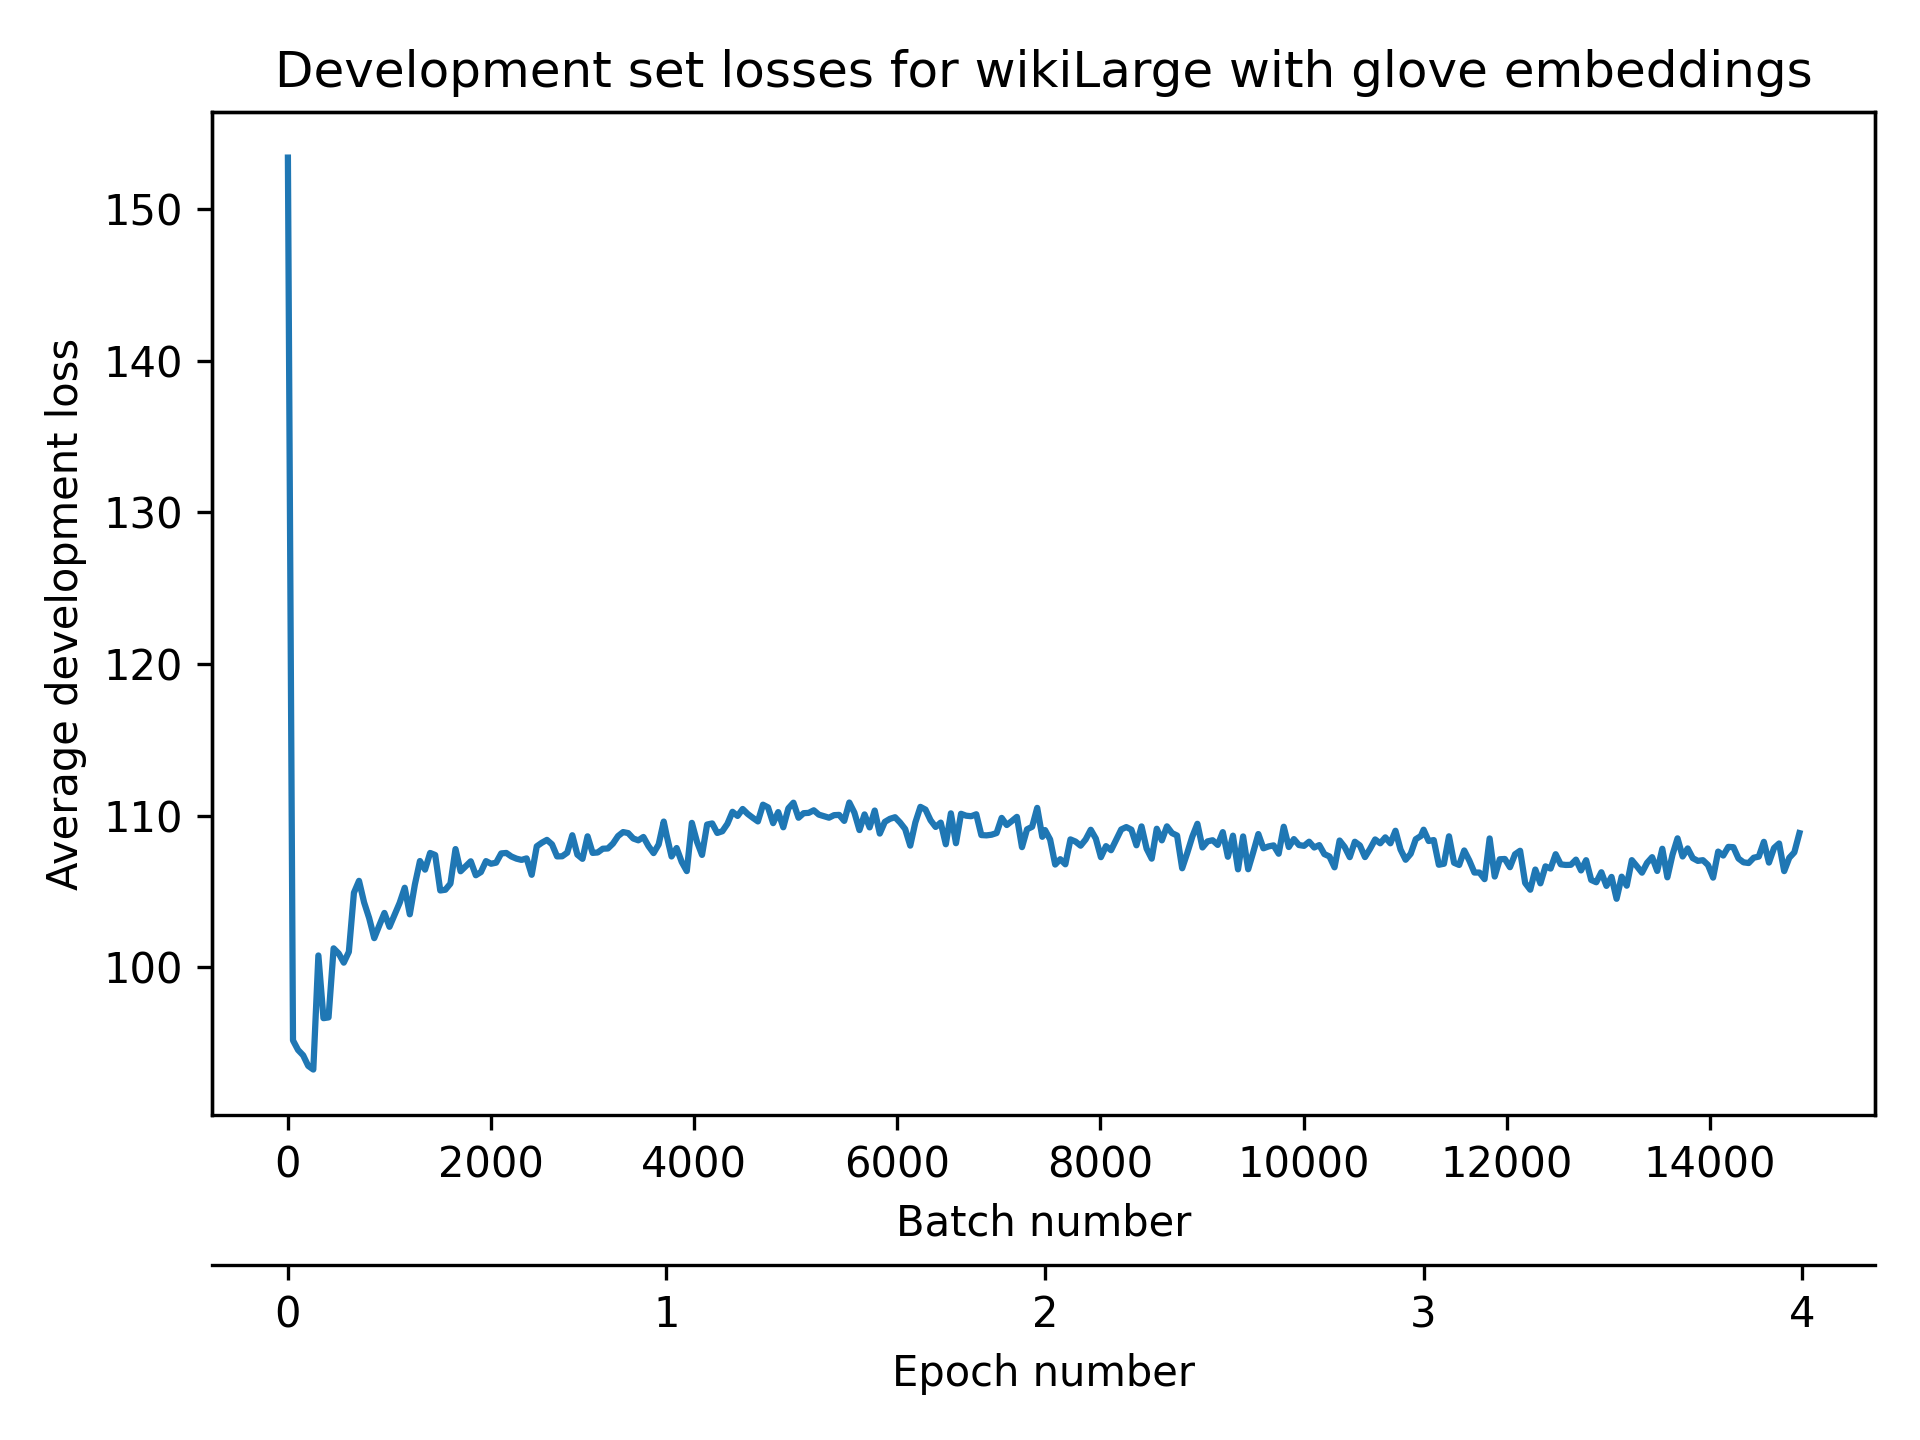 Development set losses for wikiLarge with glove embeddings
Average development loss
150
140
130
120
110
100
0 2000 4000 6000 8000 10000 12000 14000
Batch number
0 1 2 3 4
Epoch number